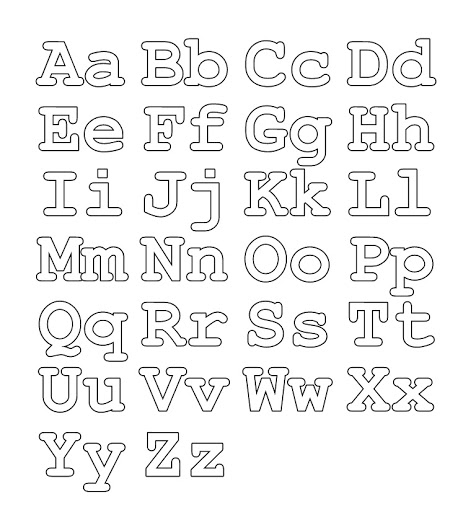 Aa Bb Cc Dd
Ee Ff Gg Hh
Ii Jj Kk Ll
Mm Nn Oo Pp
Qq Rr Ss Tt
Uu Vv Ww Xx
Yy Zz